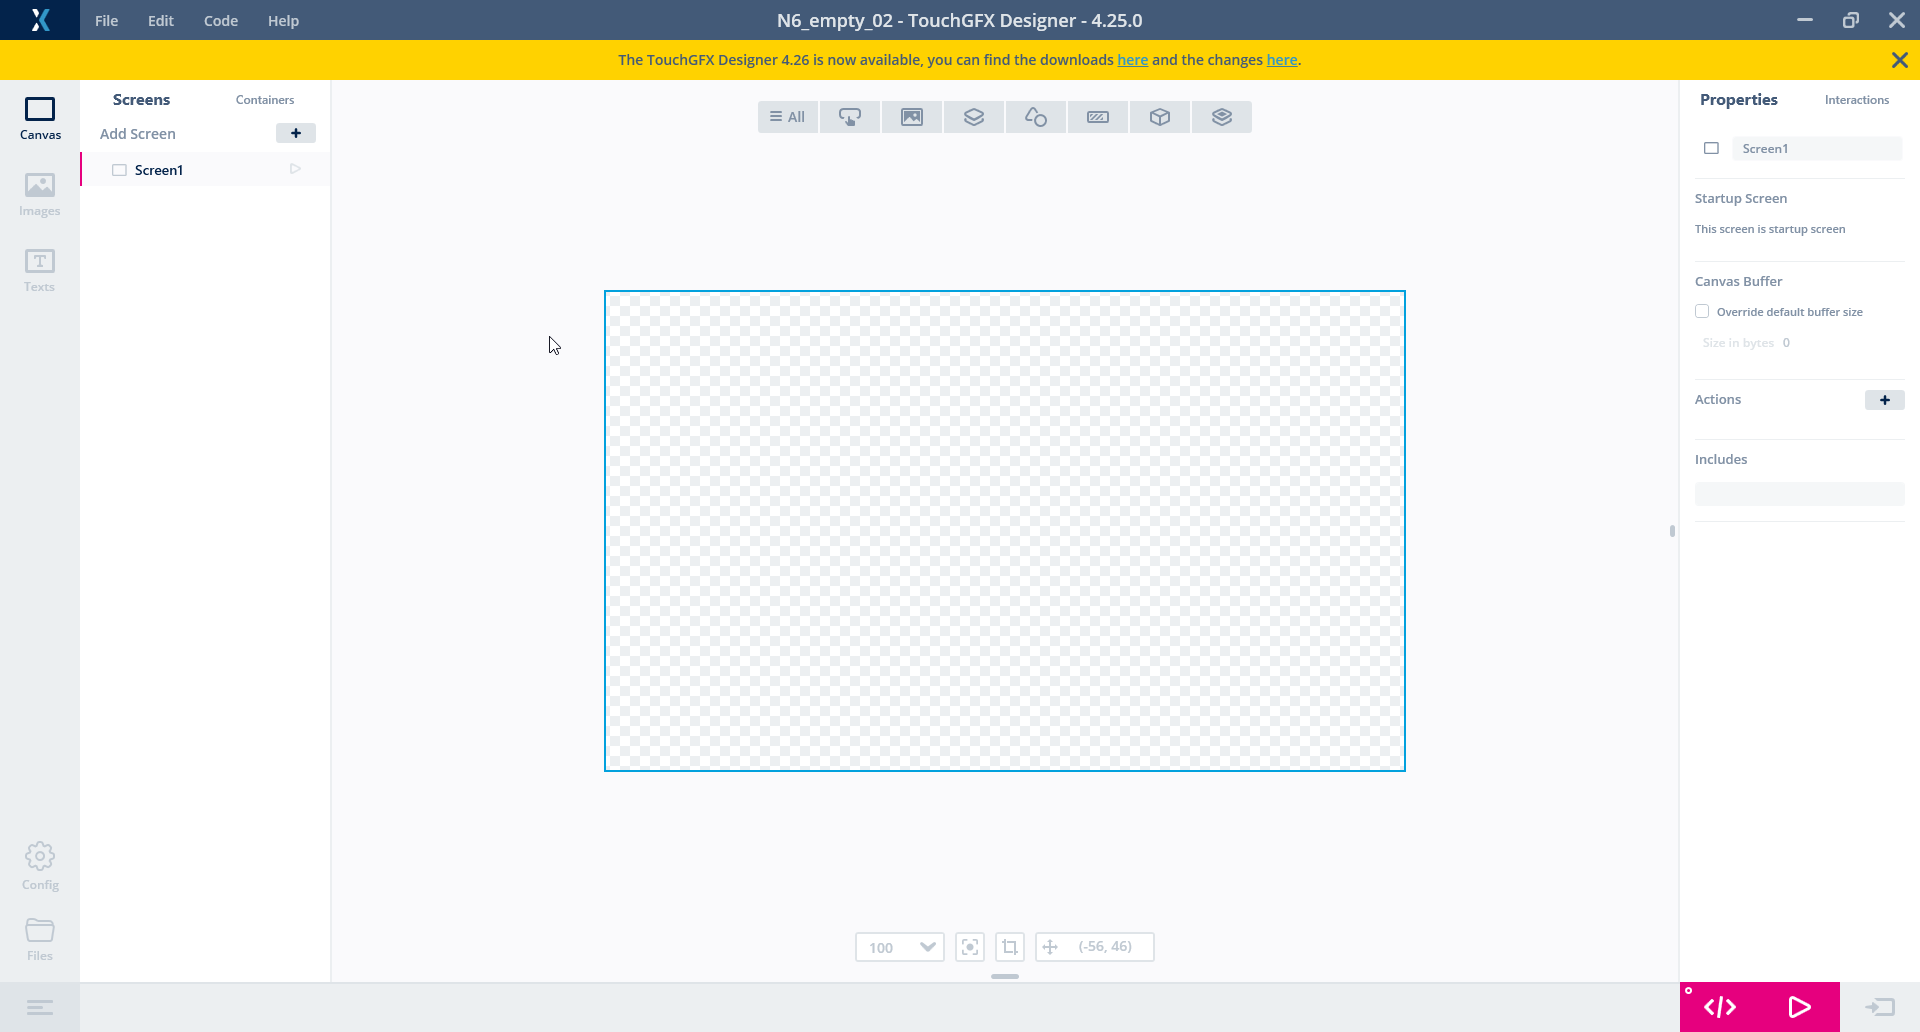 File Edit Code Help
N6_empty_02 - TouchGFX Designer - 4.25.0
The TouchGFX Designer 4.26 is now available, you can find the downloads here and the changes here.
Canvas
Images
Texts
Config
Files
Screens Containers
Add Screen
Screen1
All
100
(-56, 46)
Properties Interactions
Screen1
Startup Screen
This screen is startup screen
Canvas Buffer
Override default buffer size
Size in bytes 0
Actions
Includes